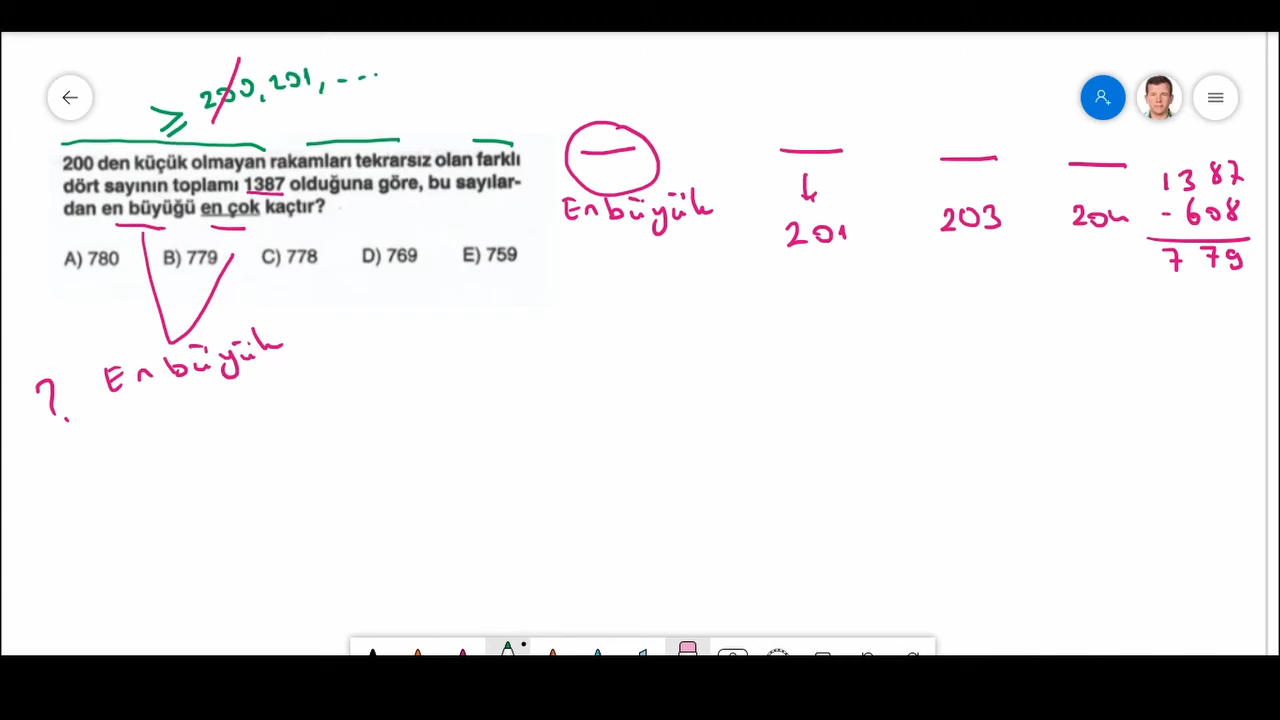 ≥ 200, 201, ...
200 den küçük olmayan rakamları tekrarsız olan farklı
dört sayının toplamı 1387 olduğuna göre, bu sayılar-
dan en büyüğü en çok kaçtır?
A) 780 B) 779 C) 778 D) 769 E) 759
? En büyük
En büyük
201 203 204
1387
- 608
779